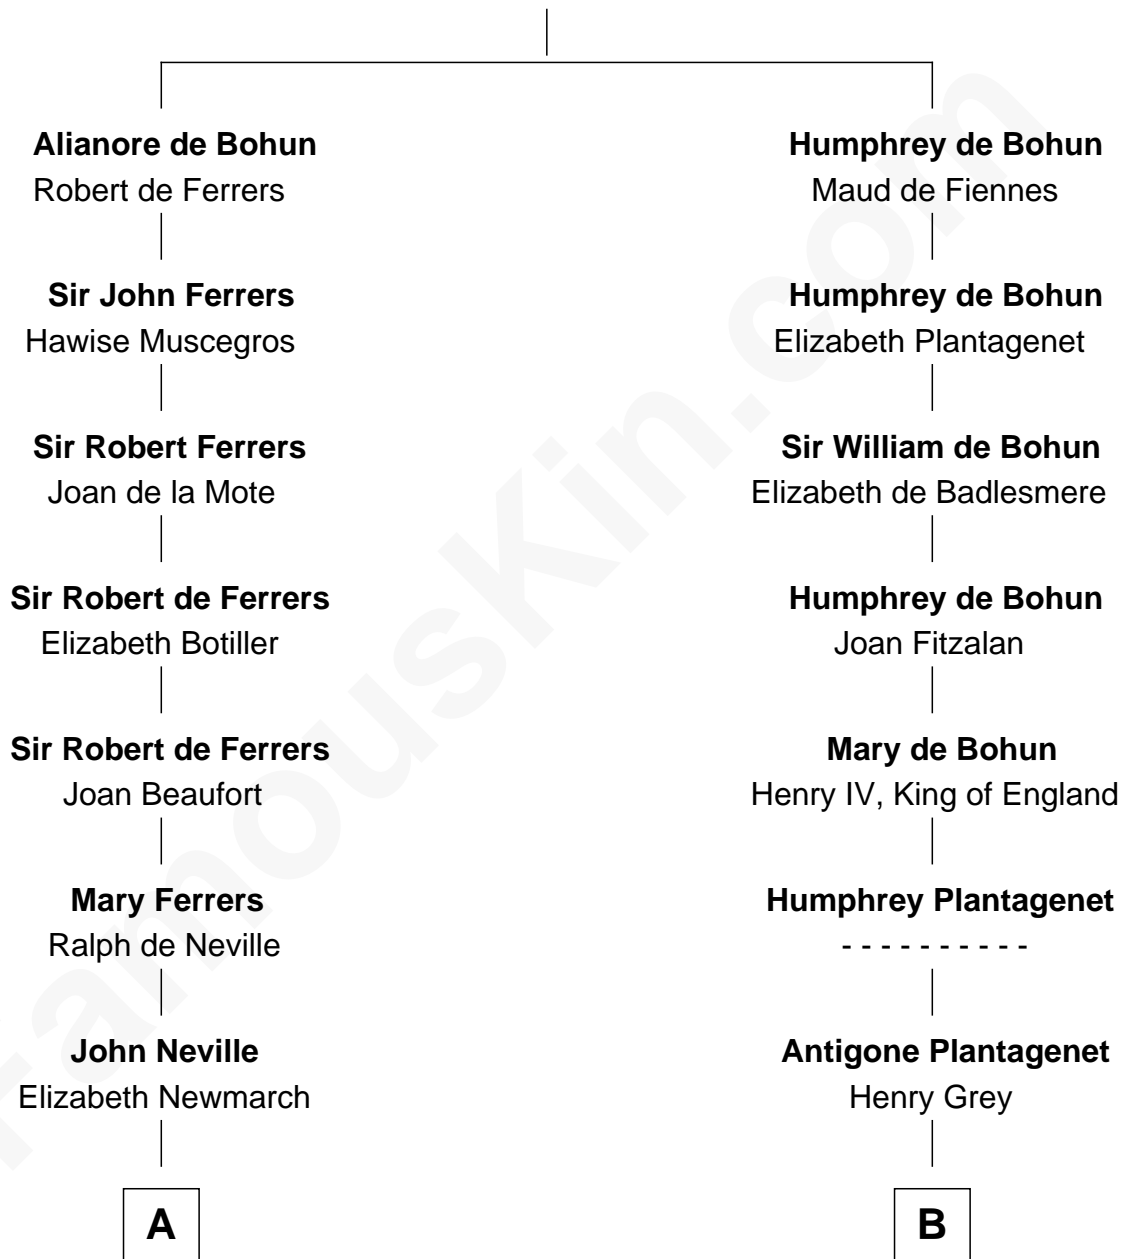 Alianore de Bohun
Robert de Ferrers
Humphrey de Bohun
Maud de Fiennes
Sir John Ferrers
Hawise Muscegros
Humphrey de Bohun
Elizabeth Plantagenet
Sir Robert Ferrers
Joan de la Mote
Sir William de Bohun
Elizabeth de Badlesmere
Sir Robert de Ferrers
Elizabeth Botiller
Humphrey de Bohun
Joan Fitzalan
Sir Robert de Ferrers
Joan Beaufort
Mary de Bohun
Henry IV, King of England
Mary Ferrers
Ralph de Neville
Humphrey Plantagenet
- - - - - - - - - -
John Neville
Elizabeth Newmarch
Antigone Plantagenet
Henry Grey
A
B
FamousKin.com